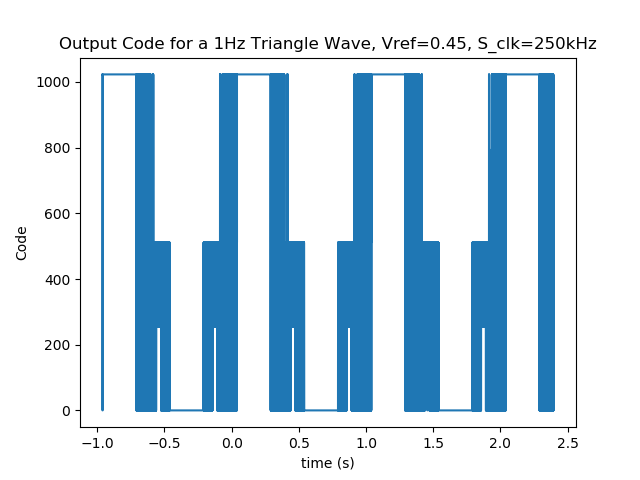 Output Code for a 1Hz Triangle Wave, Vref=0.45, S_clk=250kHz
1000
800
600
400
200
0
Code
−1.0 −0.5 0.0 0.5 1.0 1.5 2.0 2.5
time (s)